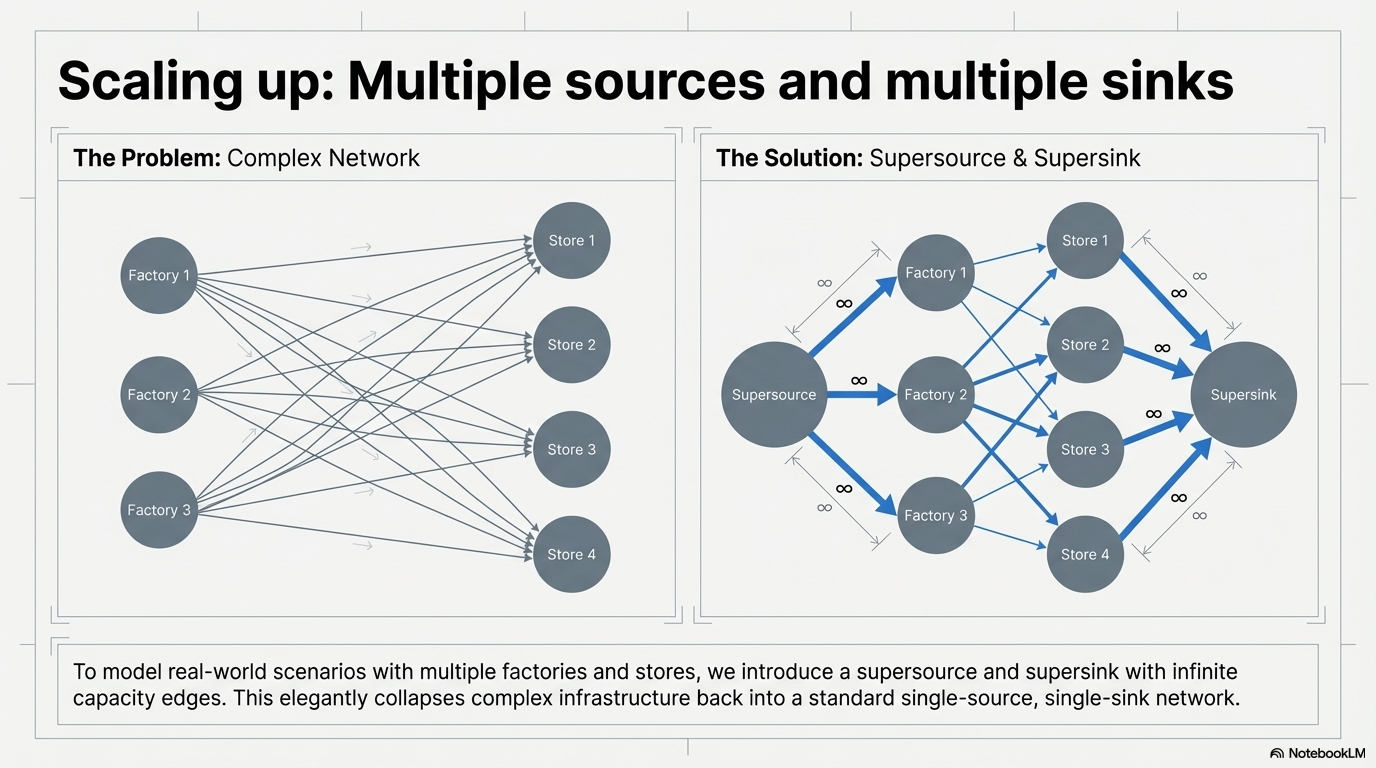 Scaling up: Multiple sources and multiple sinks
The Problem: Complex Network
Factory 1
Factory 2
Factory 3
Store 1
Store 2
Store 3
Store 4
The Solution: Supersource & Supersink
Supersource
∞
∞
∞
∞
∞
Factory 1
Factory 2
Factory 3
Store 1
Store 2
Store 3
Store 4
∞
∞
∞
∞
∞
∞
Supersink
To model real-world scenarios with multiple factories and stores, we introduce a supersource and supersink with infinite
capacity edges. This elegantly collapses complex infrastructure back into a standard single-source, single-sink network.
NotebookLM